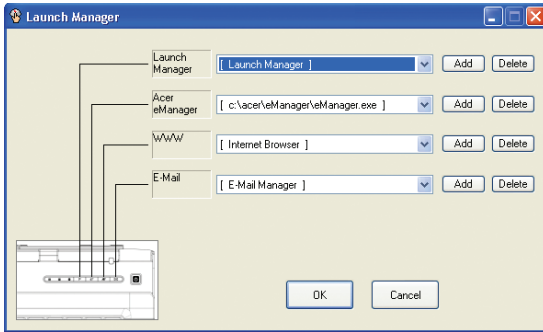 Launch Manager
Launch Manager [ Launch Manager ] Add Delete
Acer eManager [ c:\acer\eManager\eManager.exe ] Add Delete
WWW [ Internet Browser ] Add Delete
E-Mail [ E-Mail Manager ] Add Delete
OK Cancel